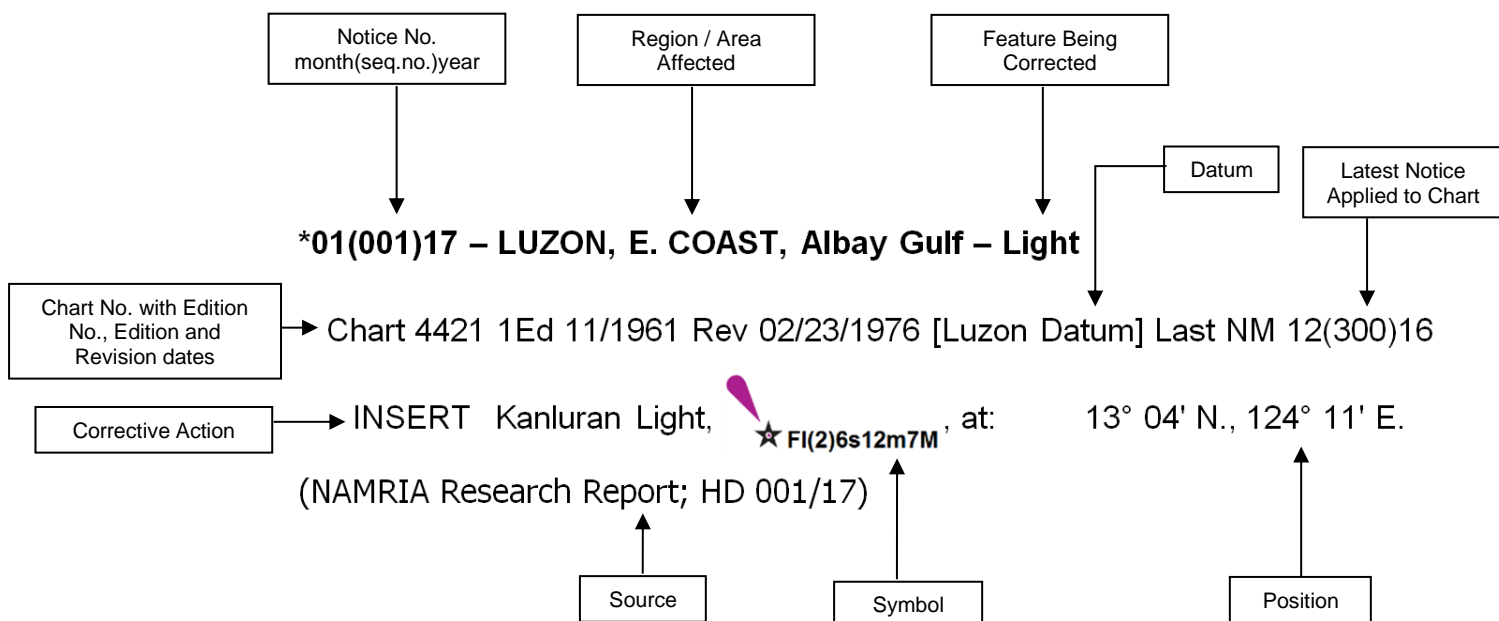 Notice No.
month(seq.no.)year
Region / Area
Affected
Feature Being
Corrected
Datum
Latest Notice
Applied to Chart
*01(001)17 – LUZON, E. COAST, Albay Gulf – Light
Chart No. with Edition
No., Edition and
Revision dates
Chart 4421 1Ed 11/1961 Rev 02/23/1976 [Luzon Datum] Last NM 12(300)16
Corrective Action
INSERT Kanluran Light, Fl(2)6s12m7M , at: 13° 04' N., 124° 11' E.
(NAMRIA Research Report; HD 001/17)
Source
Symbol
Position